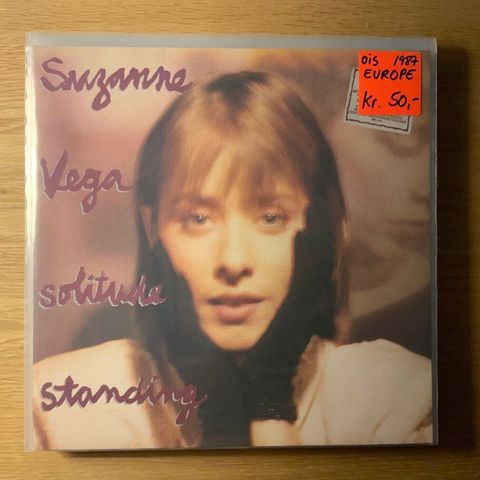 Suzanne
Vega
solitude
standing
OIS 1987
EUROPE
Kr. 50,-